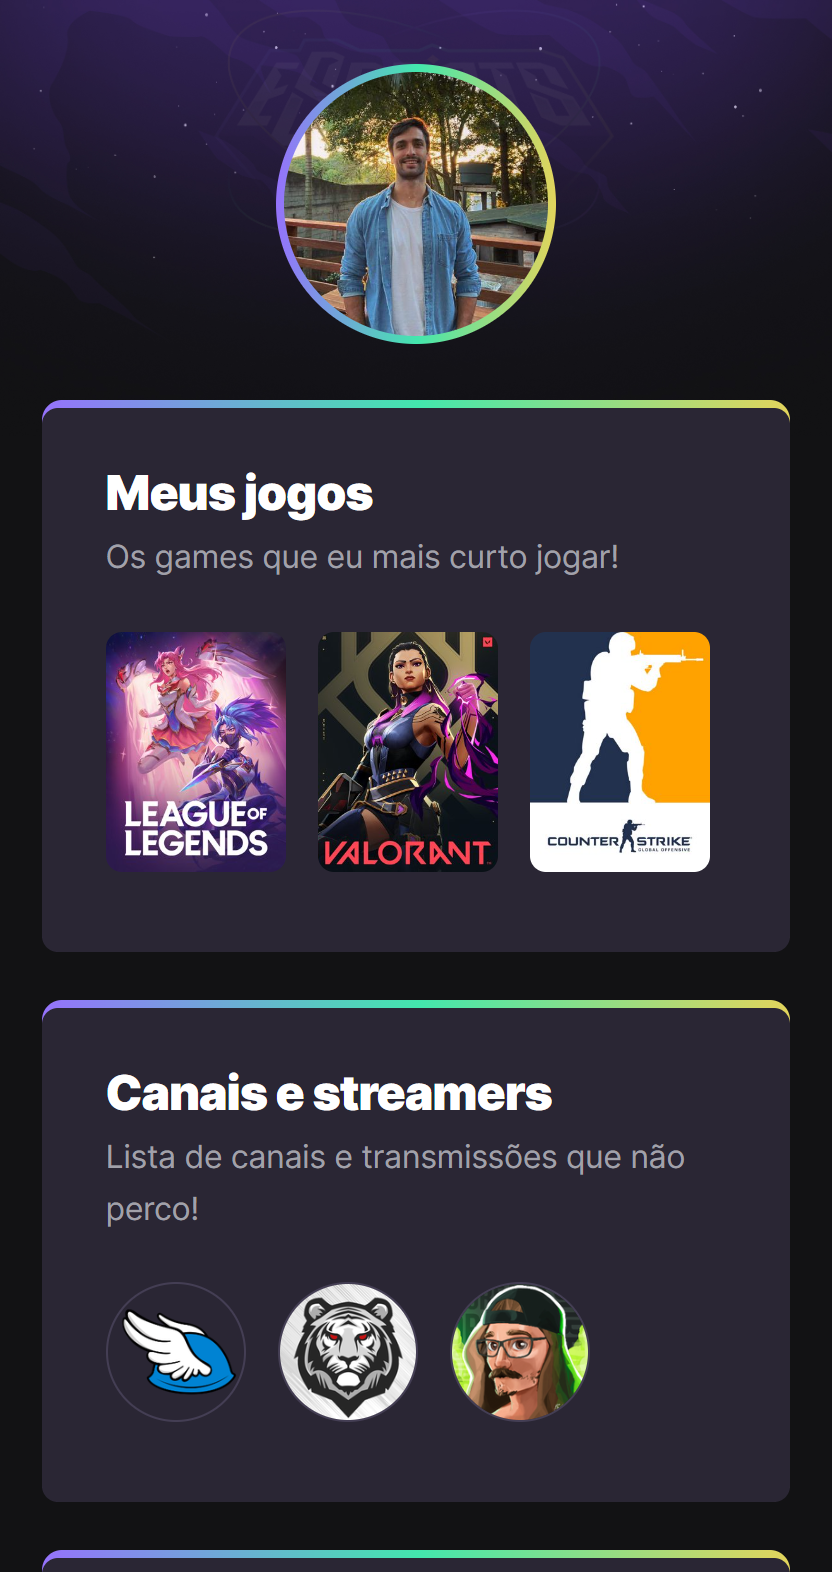 ESPORTS
Meus jogos
Os games que eu mais curto jogar!
LEAGUE OF
LEGENDS
VALORANT
COUNTER STRIKE
GLOBAL OFFENSIVE
Canais e streamers
Lista de canais e transmissões que não
perco!